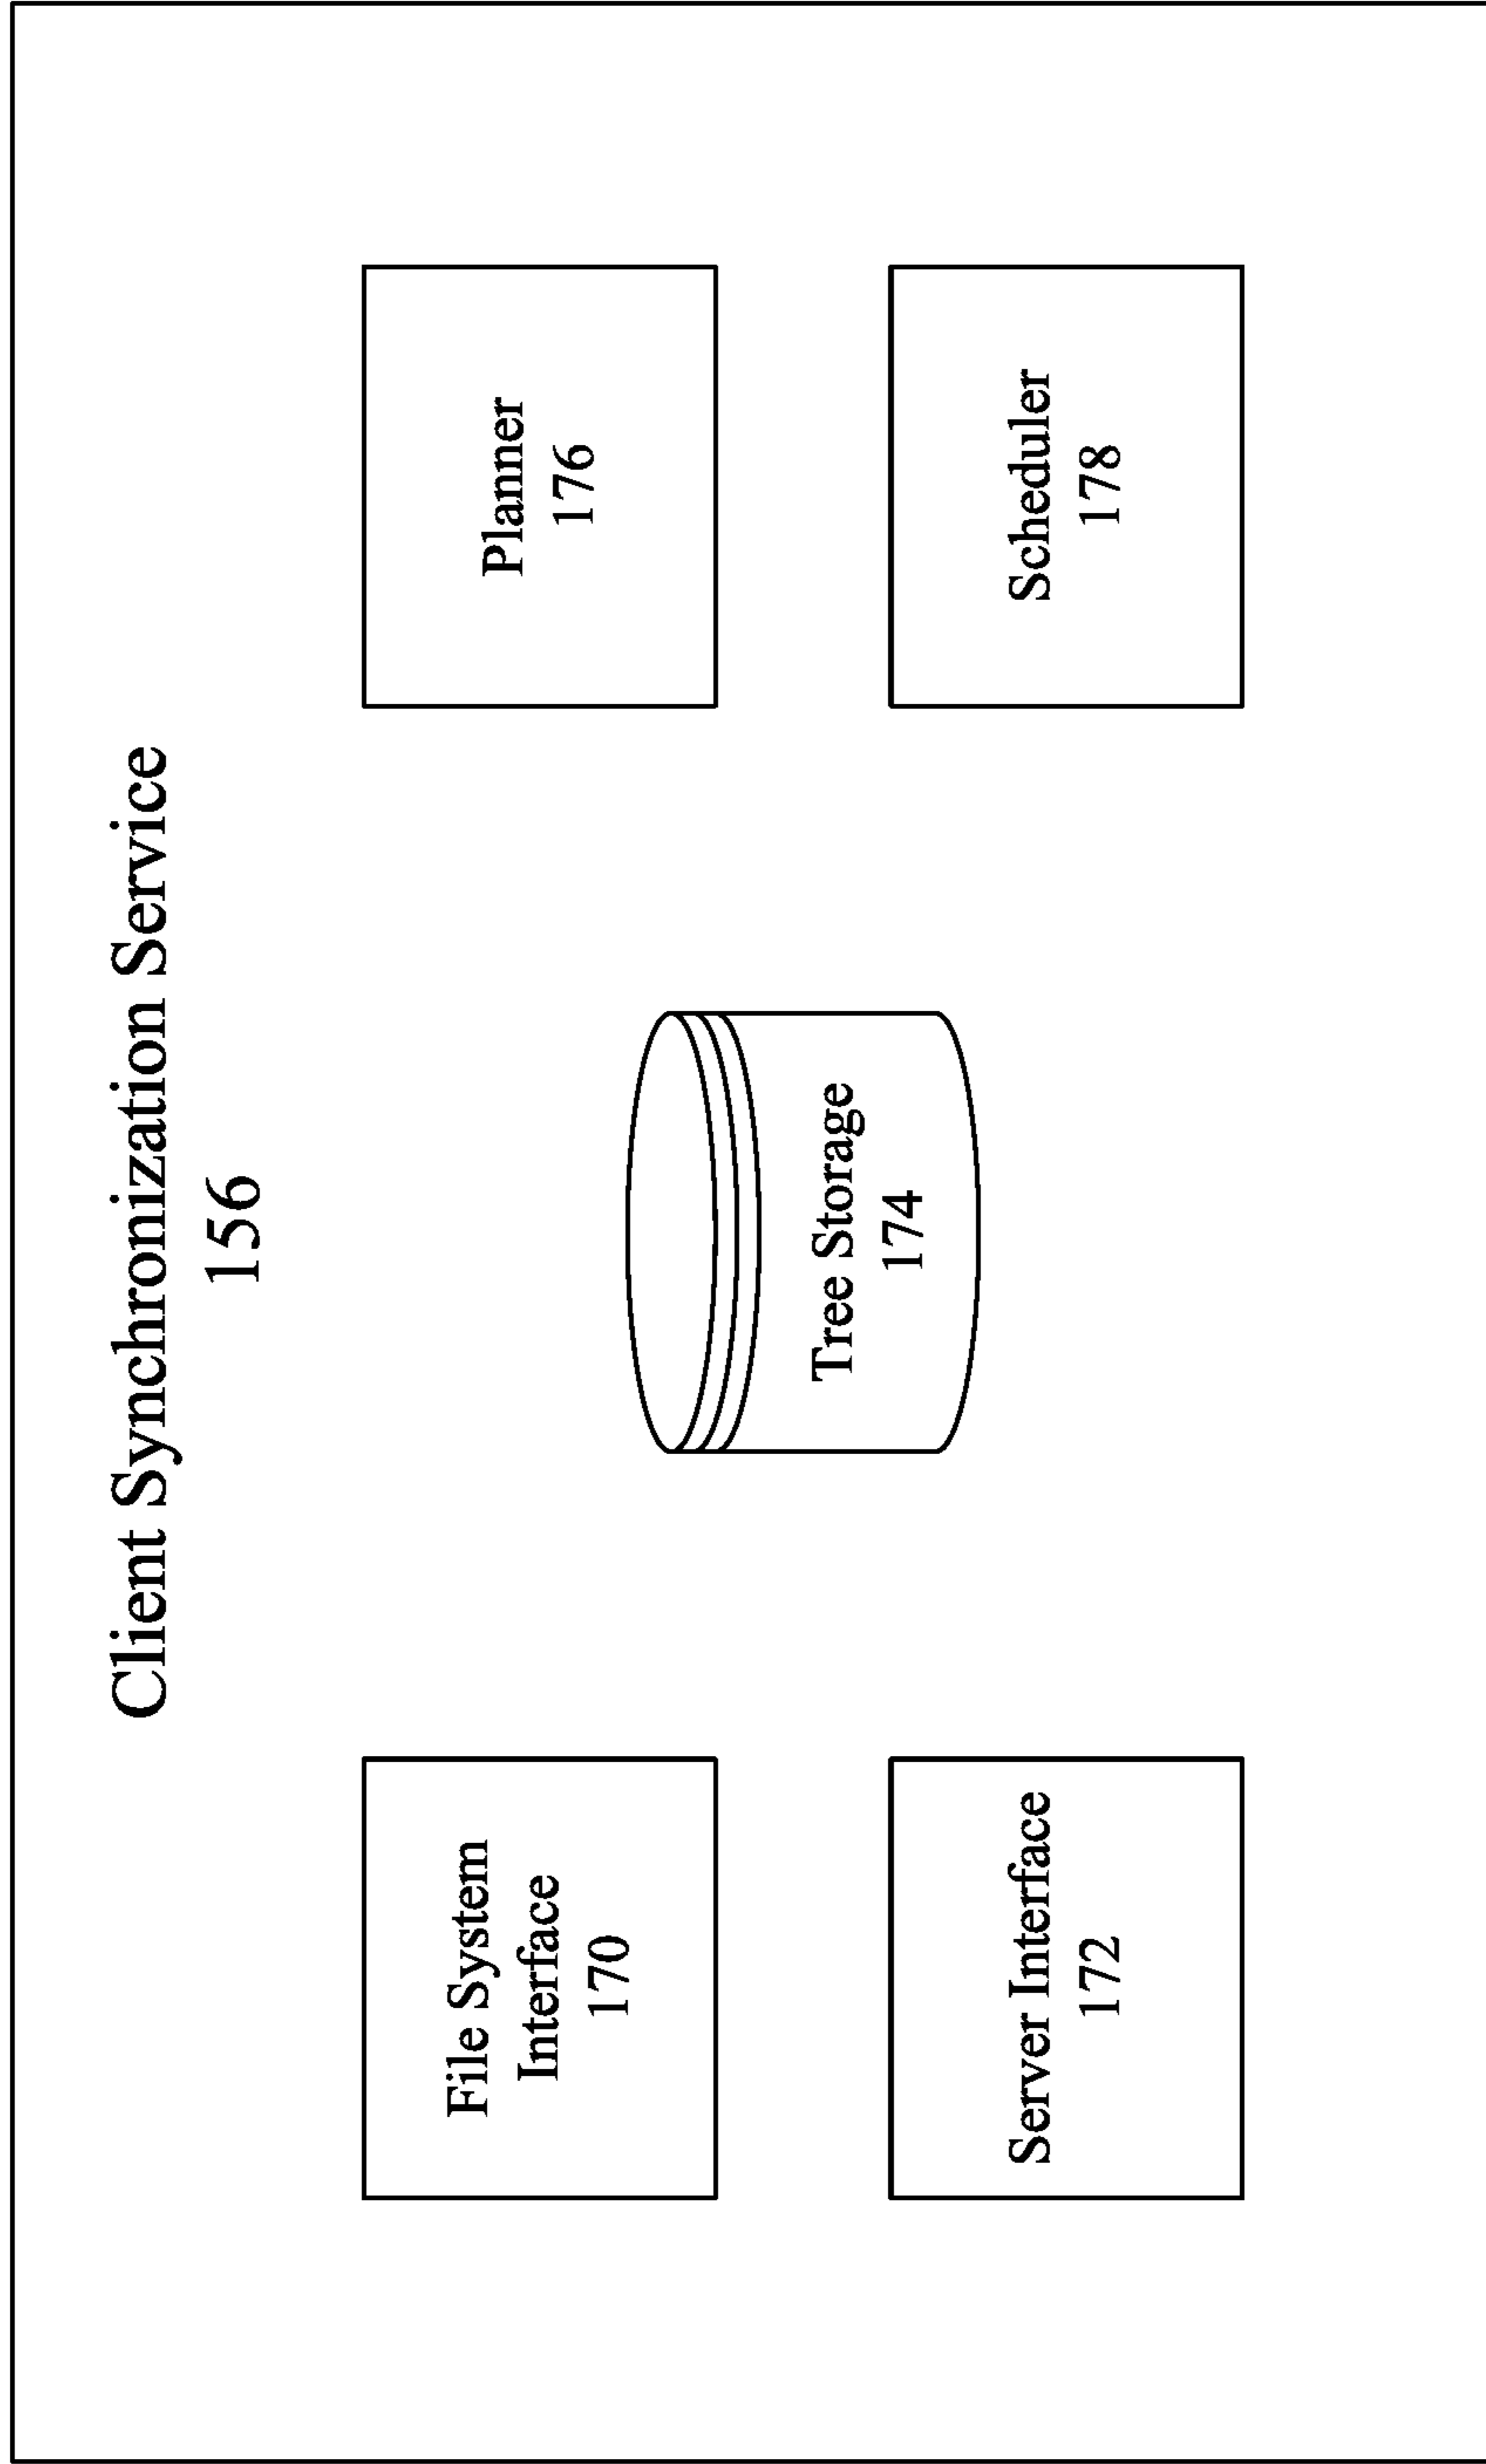 Client Synchronization Service
156
File System
Interface
170
Server Interface
172
Tree Storage
174
Planner
176
Scheduler
178